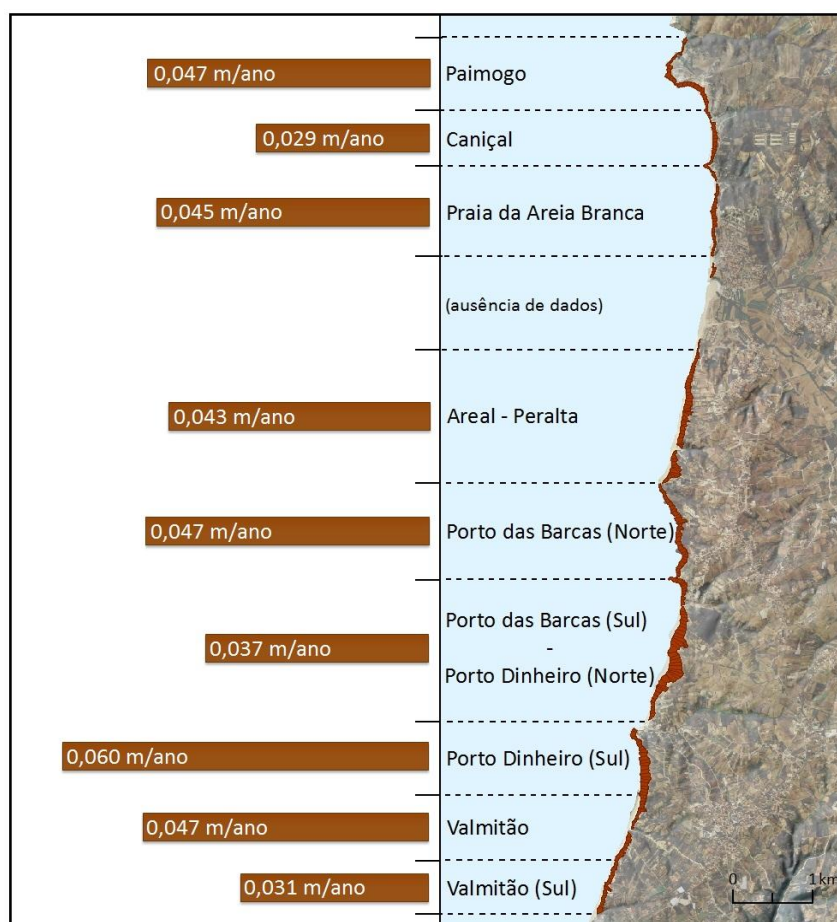 0,047 m/ano
Paimogo
0,029 m/ano
Caniçal
0,045 m/ano
Praia da Areia Branca
(ausência de dados)
0,043 m/ano
Areal - Peralta
0,047 m/ano
Porto das Barcas (Norte)
0,037 m/ano
Porto das Barcas (Sul)
-
Porto Dinheiro (Norte)
0,060 m/ano
Porto Dinheiro (Sul)
0,047 m/ano
Valmitão
0,031 m/ano
Valmitão (Sul)
0 1 km